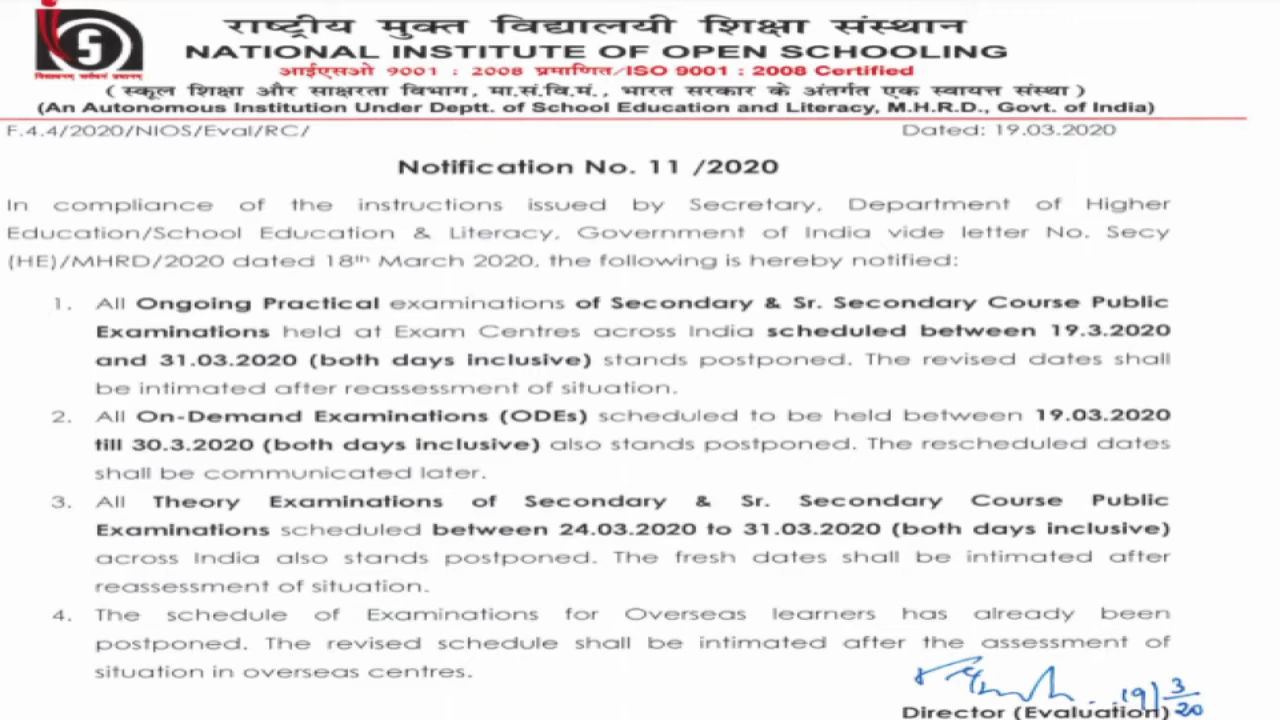 राष्ट्रीय मुक्त विद्यालयी शिक्षा संस्थान
NATIONAL INSTITUTE OF OPEN SCHOOLING
आईएसओ 9001 : 2008 प्रमाणित/ISO 9001 : 2008 Certified
( स्कूल शिक्षा और साक्षरता विभाग, मा.सं.वि.मं., भारत सरकार के अंतर्गत एक स्वायत्त संस्था )
(An Autonomous Institution Under Deptt. of School Education and Literacy, M.H.R.D., Govt. of India)
F.4.4/2020/NIOS/Eval/RC/ Dated: 19.03.2020
Notification No. 11 /2020
In compliance of the instructions issued by Secretary, Department of Higher
Education/School Education & Literacy, Government of India vide letter No. Secy
(HE)/MHRD/2020 dated 18th March 2020, the following is hereby notified:
1. All Ongoing Practical examinations of Secondary & Sr. Secondary Course Public
Examinations held at Exam Centres across India scheduled between 19.3.2020
and 31.03.2020 (both days inclusive) stands postponed. The revised dates shall
be intimated after reassessment of situation.
2. All On-Demand Examinations (ODEs) scheduled to be held between 19.03.2020
till 30.3.2020 (both days inclusive) also stands postponed. The rescheduled dates
shall be communicated later.
3. All Theory Examinations of Secondary & Sr. Secondary Course Public
Examinations scheduled between 24.03.2020 to 31.03.2020 (both days inclusive)
across India also stands postponed. The fresh dates shall be intimated after
reassessment of situation.
4. The schedule of Examinations for Overseas learners has already been
postponed. The revised schedule shall be intimated after the assessment of
situation in overseas centres.
19/3/20
Director (Evaluation)